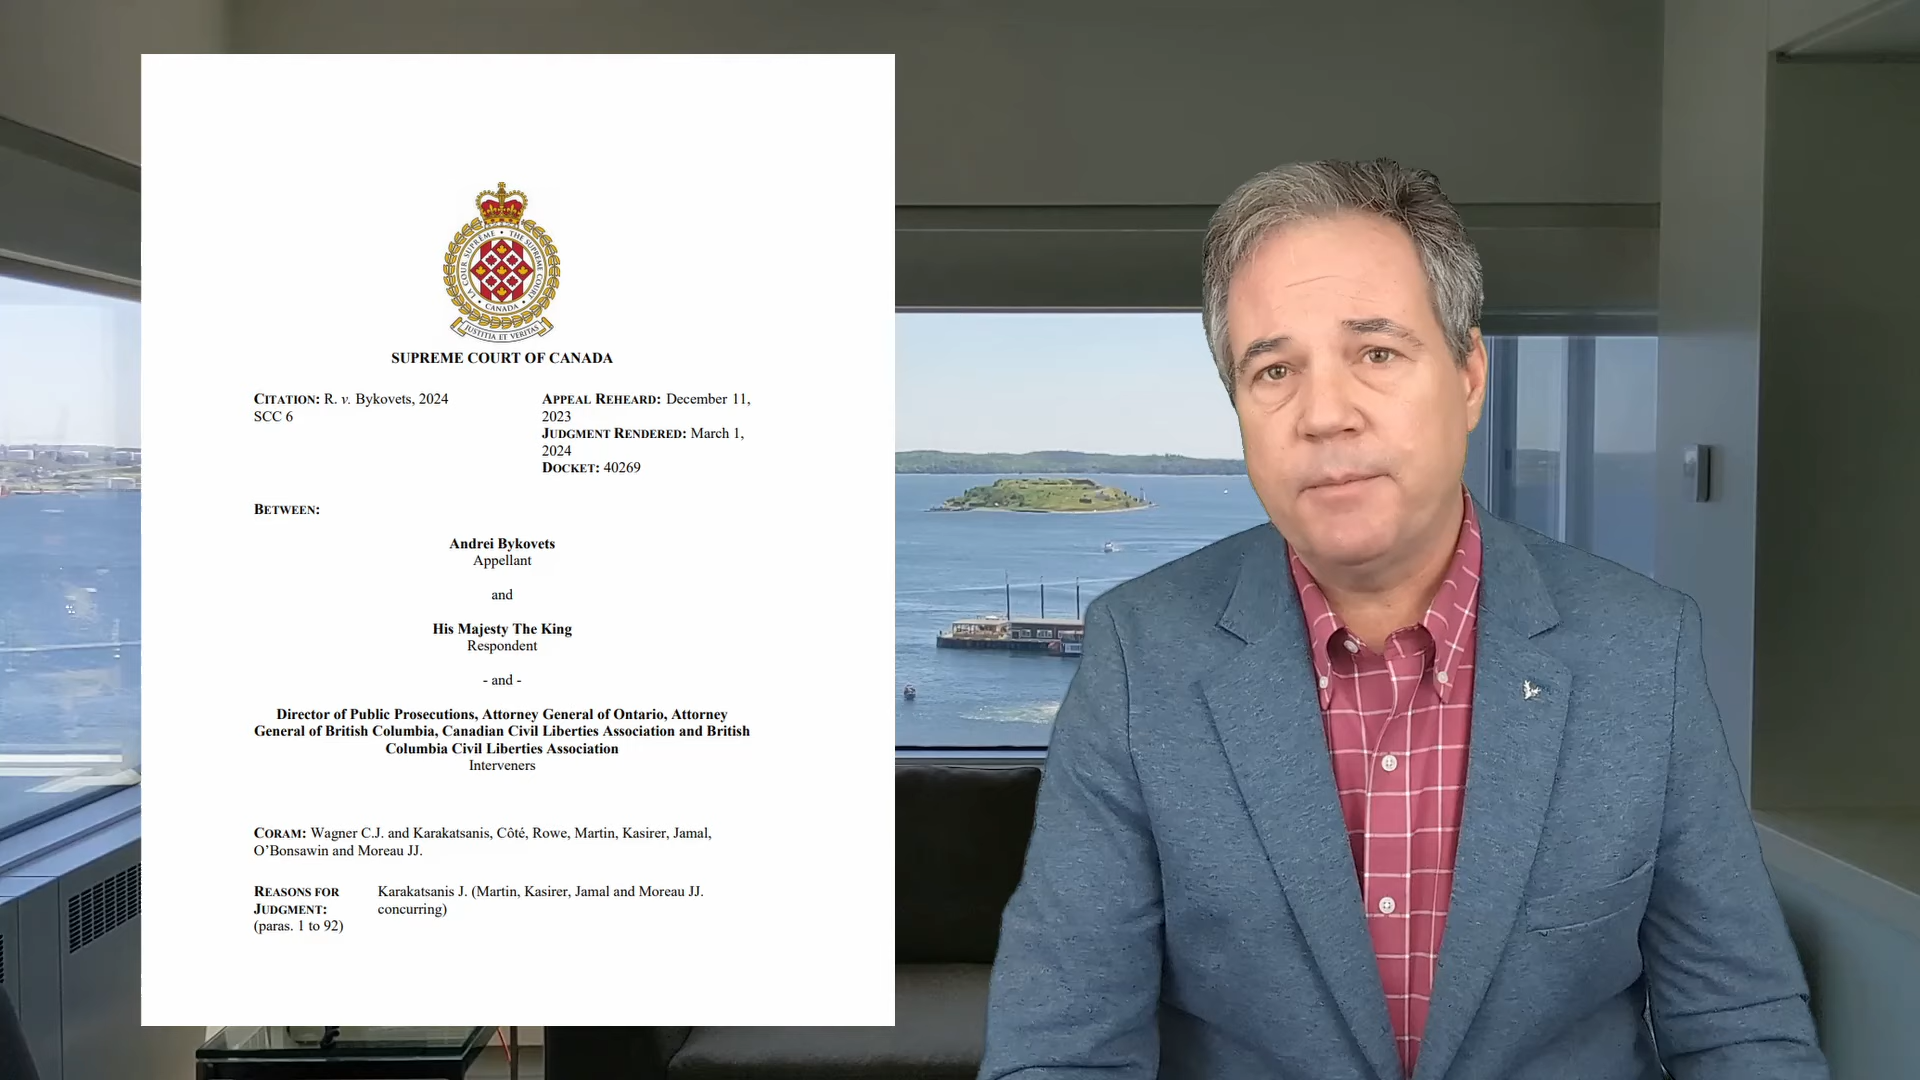 LA COUR SUPRÊME • THE SUPREME COURT
• CANADA •
JUSTITIA ET VERITAS
SUPREME COURT OF CANADA
CITATION: R. v. Bykovets, 2024
SCC 6
APPEAL REHEARD: December 11,
2023
JUDGMENT RENDERED: March 1,
2024
DOCKET: 40269
BETWEEN:
Andrei Bykovets
Appellant
and
His Majesty The King
Respondent
- and -
Director of Public Prosecutions, Attorney General of Ontario, Attorney
General of British Columbia, Canadian Civil Liberties Association and British
Columbia Civil Liberties Association
Interveners
CORAM: Wagner C.J. and Karakatsanis, Côté, Rowe, Martin, Kasirer, Jamal,
O’Bonsawin and Moreau JJ.
REASONS FOR
JUDGMENT:
(paras. 1 to 92)
Karakatsanis J. (Martin, Kasirer, Jamal and Moreau JJ.
concurring)